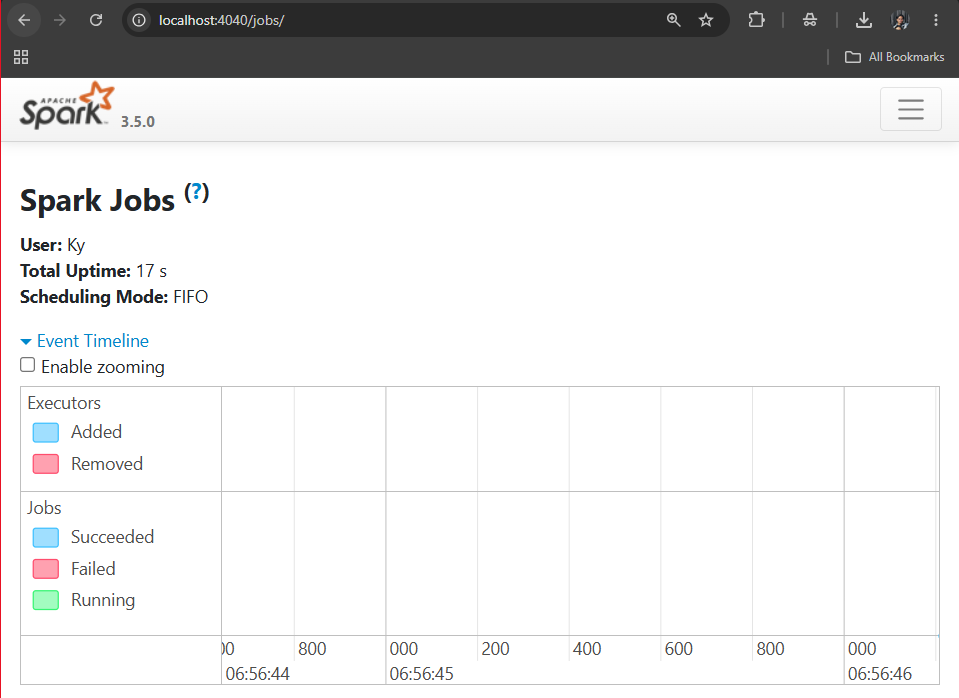 localhost:4040/jobs/
All Bookmarks
APACHE
Spark 3.5.0
Spark Jobs (?)
User: Ky
Total Uptime: 17 s
Scheduling Mode: FIFO
Event Timeline
Enable zooming
Executors
Added
Removed
Jobs
Succeeded
Failed
Running
00 800 000 200 400 600 800 000
06:56:44 06:56:45 06:56:46